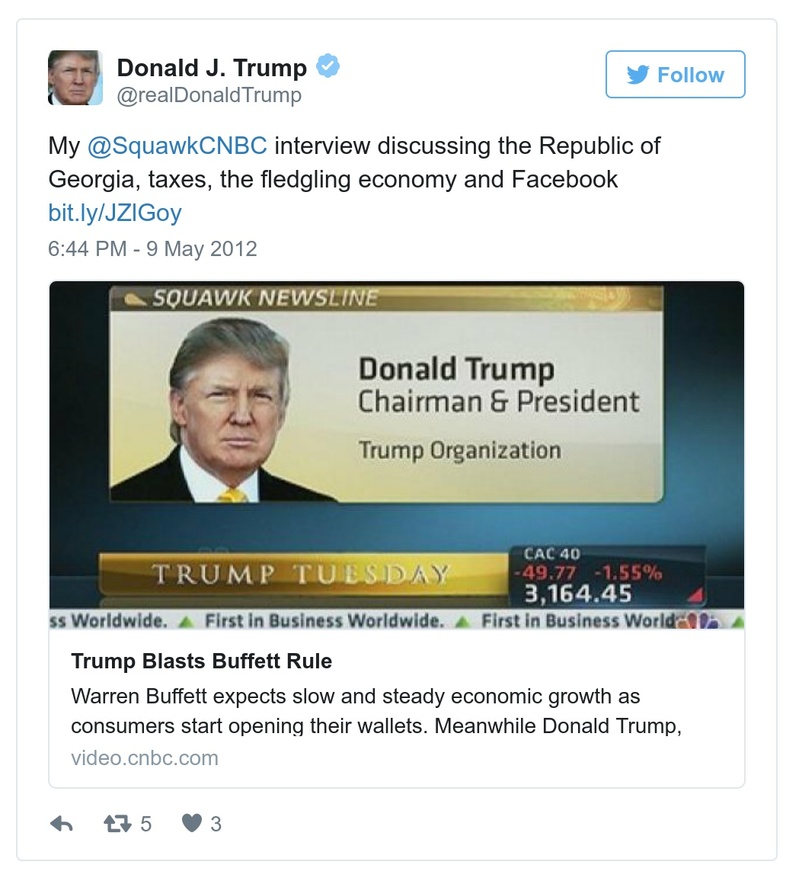 Donald J. Trump
@realDonaldTrump
Follow
My @SquawkCNBC interview discussing the Republic of
Georgia, taxes, the fledgling economy and Facebook
bit.ly/JZlGoy
6:44 PM - 9 May 2012
SQUAWK NEWSLINE
Donald Trump
Chairman & President
Trump Organization
TRUMP TUESDAY
CAC 40
-49.77 -1.55%
3,164.45
ss Worldwide. First in Business Worldwide. First in Business World
Trump Blasts Buffett Rule
Warren Buffett expects slow and steady economic growth as
consumers start opening their wallets. Meanwhile Donald Trump,
video.cnbc.com
5
3